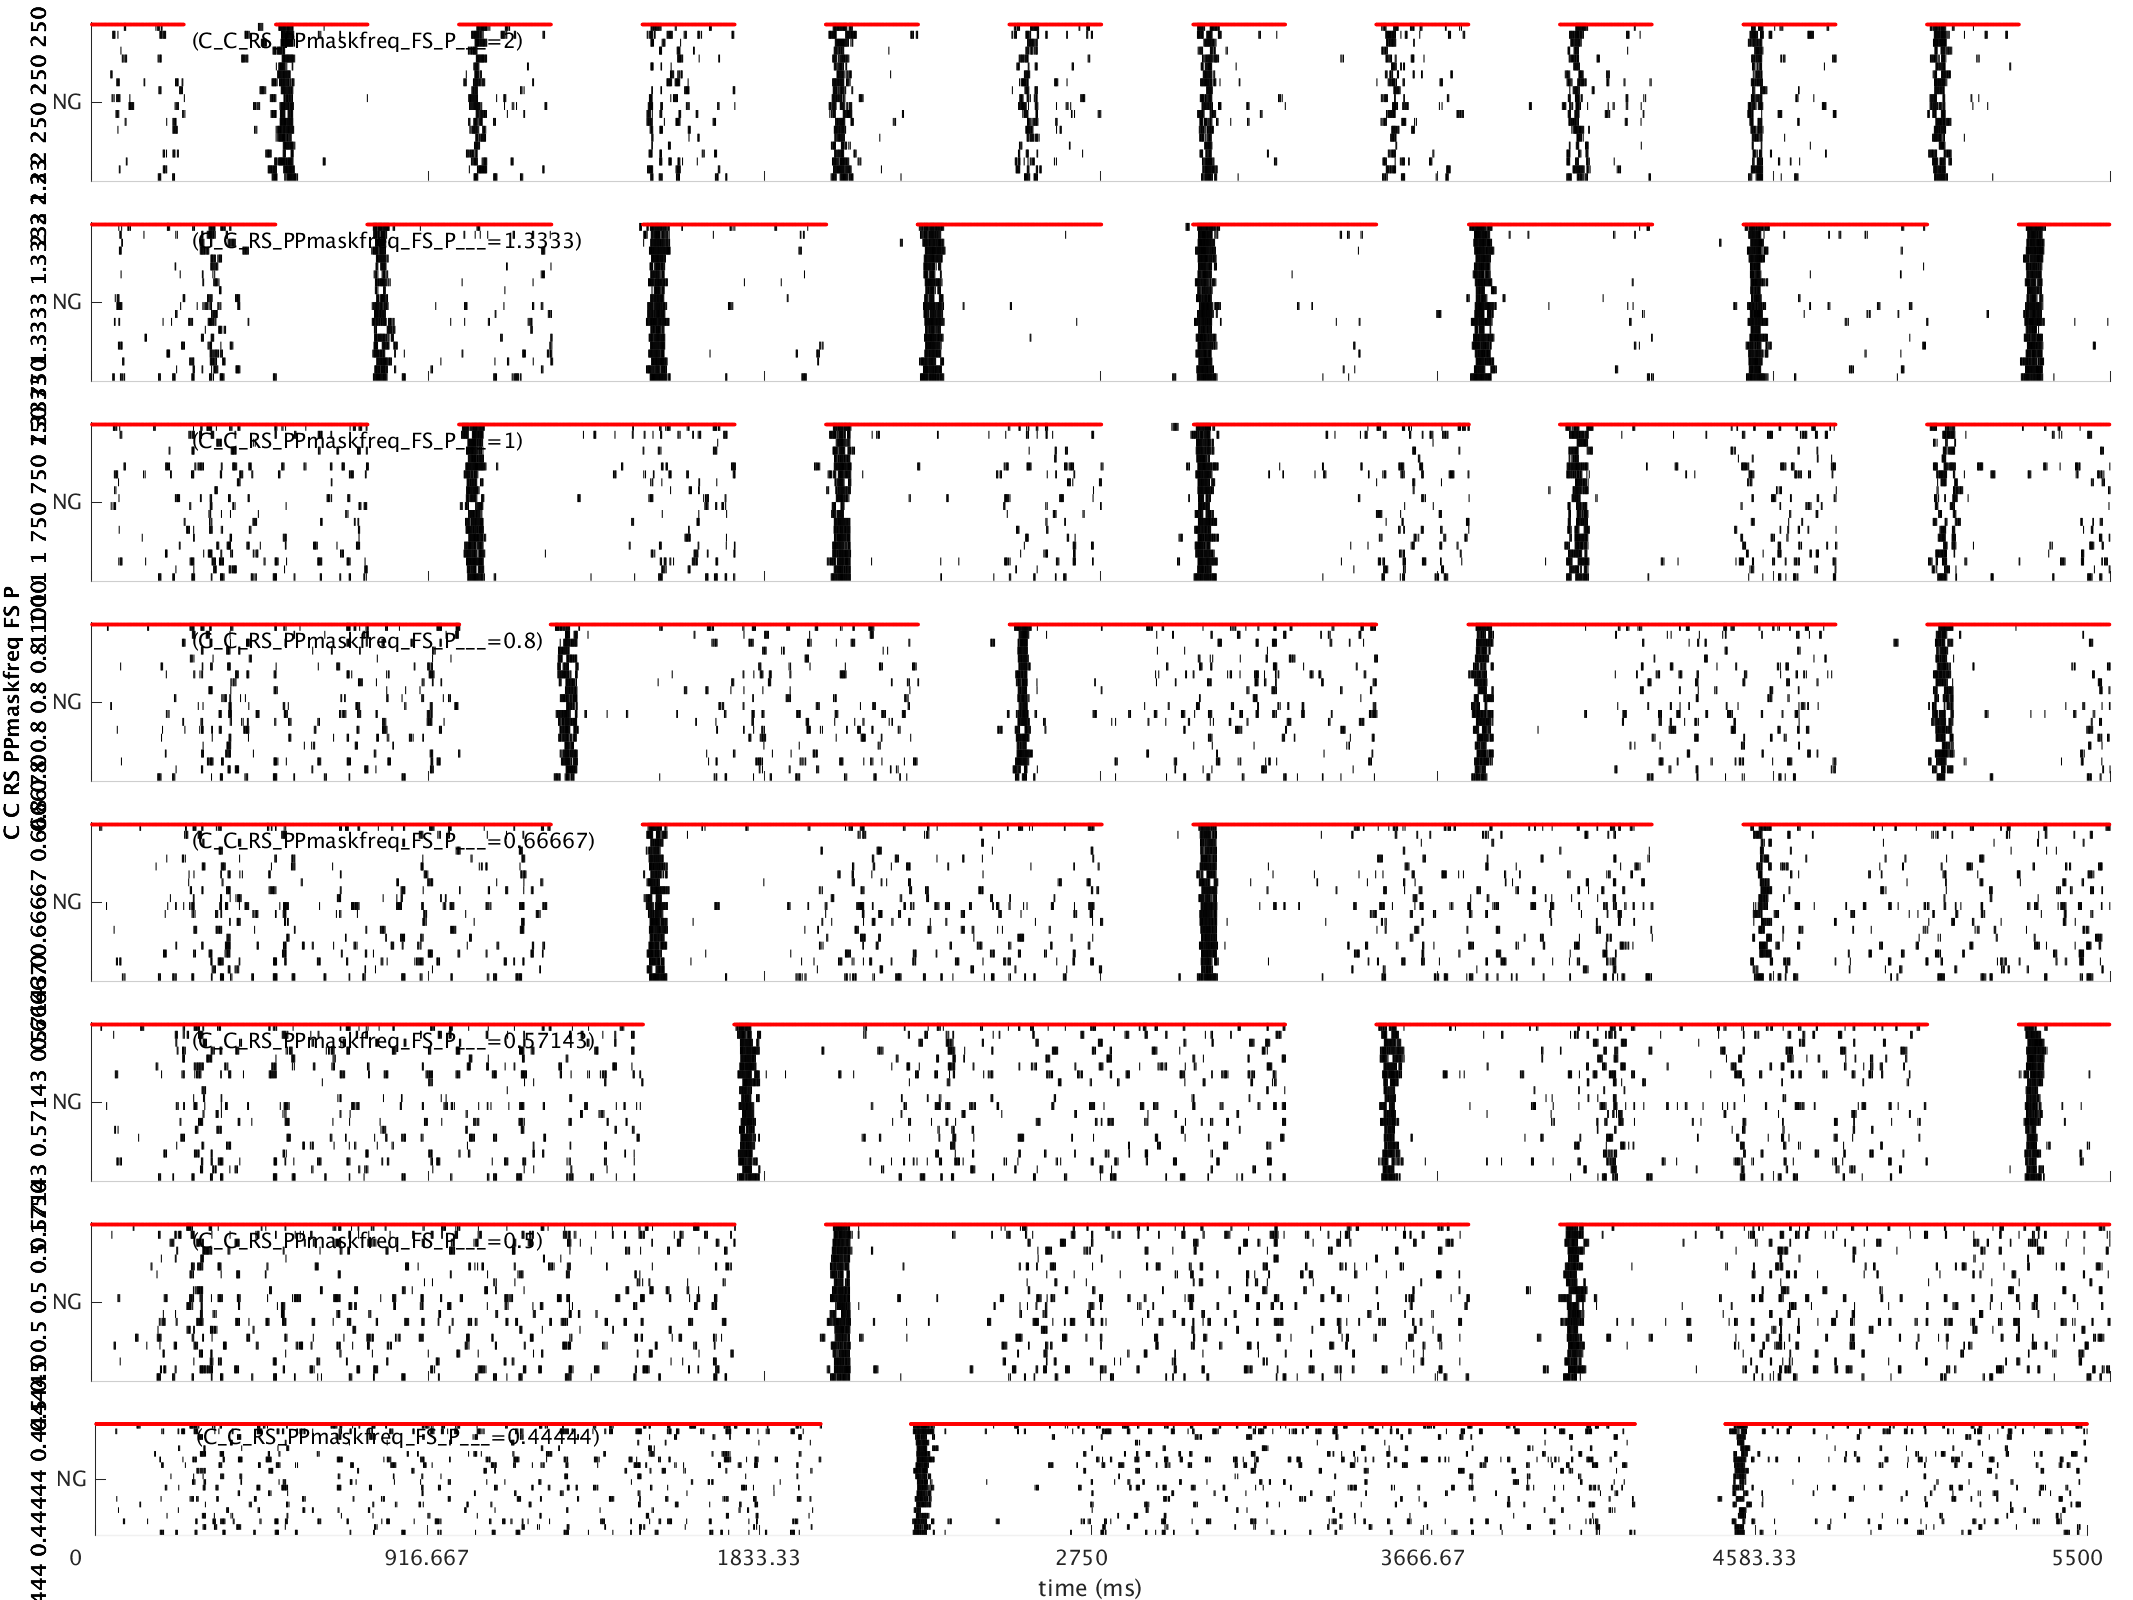 (C_C_RS_PPmaskfreq_FS_P___=2)
NG
(C_C_RS_PPmaskfreq_FS_P___=1.3333)
NG
(C_C_RS_PPmaskfreq_FS_P___=1)
NG
(C_C_RS_PPmaskfreq_FS_P___=0.8)
NG
(C_C_RS_PPmaskfreq_FS_P___=0.66667)
NG
(C_C_RS_PPmaskfreq_FS_P___=0.57143)
NG
(C_C_RS_PPmaskfreq_FS_P___=0.5)
NG
(C_C_RS_PPmaskfreq_FS_P___=0.44444)
NG
0 916.667 1833.33 2750 3666.67 4583.33 5500
time (ms)
C C RS PPmaskfreq FS P